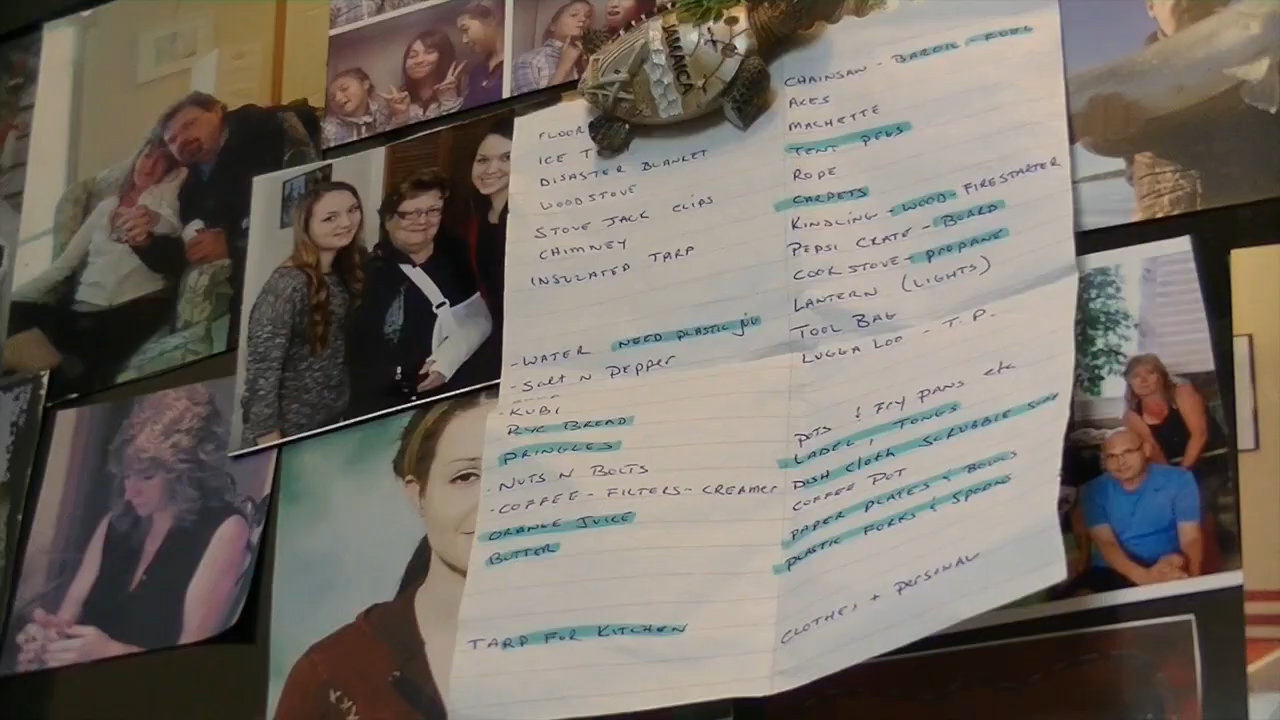 JAMAICA
FLOOR
ICE T
DISASTER BLANKET
WOODSTOVE
STOVE JACK CLIPS
CHIMNEY
INSULATED TARP
- WATER NEED PLASTIC JUG
- SALT N PEPPER
- KUBI
RYE BREAD
PRINGLES
- NUTS N BOLTS
- COFFEE - FILTERS - CREAMER
ORANGE JUICE
BUTTER
TARP FOR KITCHEN
CHAINSAW - BAROIL - FUEL
AXES
MACHETTE
TENT PEGS
ROPE
CARPETS
KINDLING - WOOD - FIRESTARTER
PEPSI CRATE - BOARD
COOK STOVE - PROPANE
LANTERN (LIGHTS)
TOOL BAG
LUGGA LOO - T.P.
POTS & FRY PANS etc
LADEL, TONGS
DISH CLOTH SCRUBBIE
COFFEE POT
PAPER PLATES + BOWLS
PLASTIC FORKS & SPOONS
CLOTHES + PERSONAL